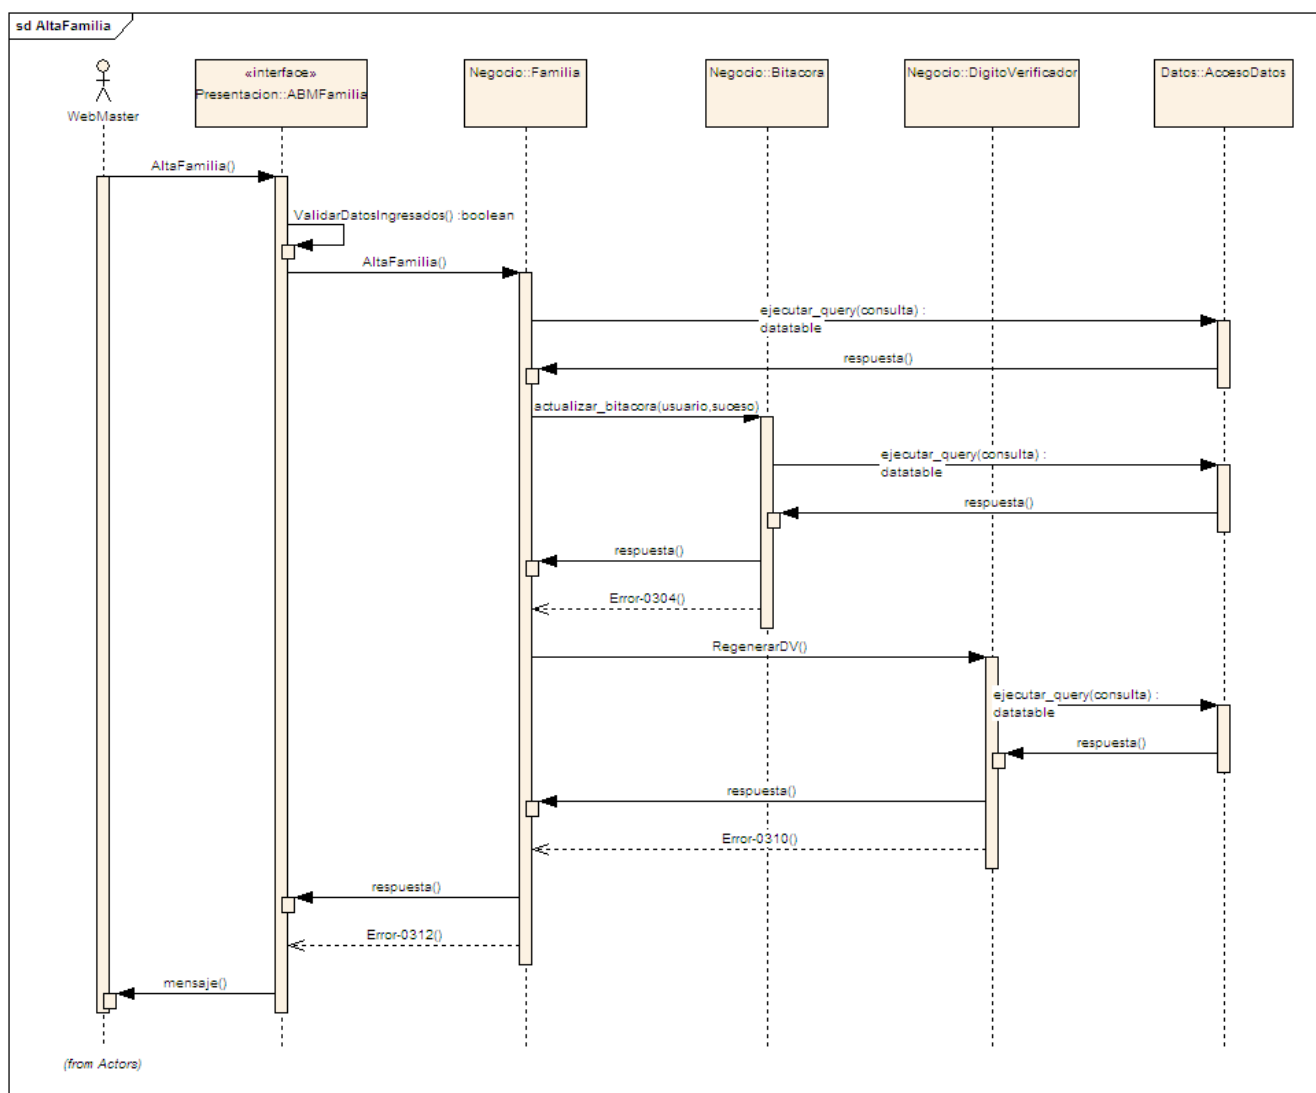 sd AltaFamilia
WebMaster
«interface»
Presentacion::ABMFamilia
Negocio::Familia
Negocio::Bitacora
Negocio::DigitoVerificador
Datos::AccesoDatos
AltaFamilia()
ValidarDatosIngresados() :boolean
AltaFamilia()
ejecutar_query(consulta) :
datatable
respuesta()
actualizar_bitacora(usuario,suceso)
ejecutar_query(consulta) :
datatable
respuesta()
respuesta()
Error-0304()
RegenerarDV()
ejecutar_query(consulta) :
datatable
respuesta()
respuesta()
Error-0310()
respuesta()
Error-0312()
mensaje()
(from Actors)